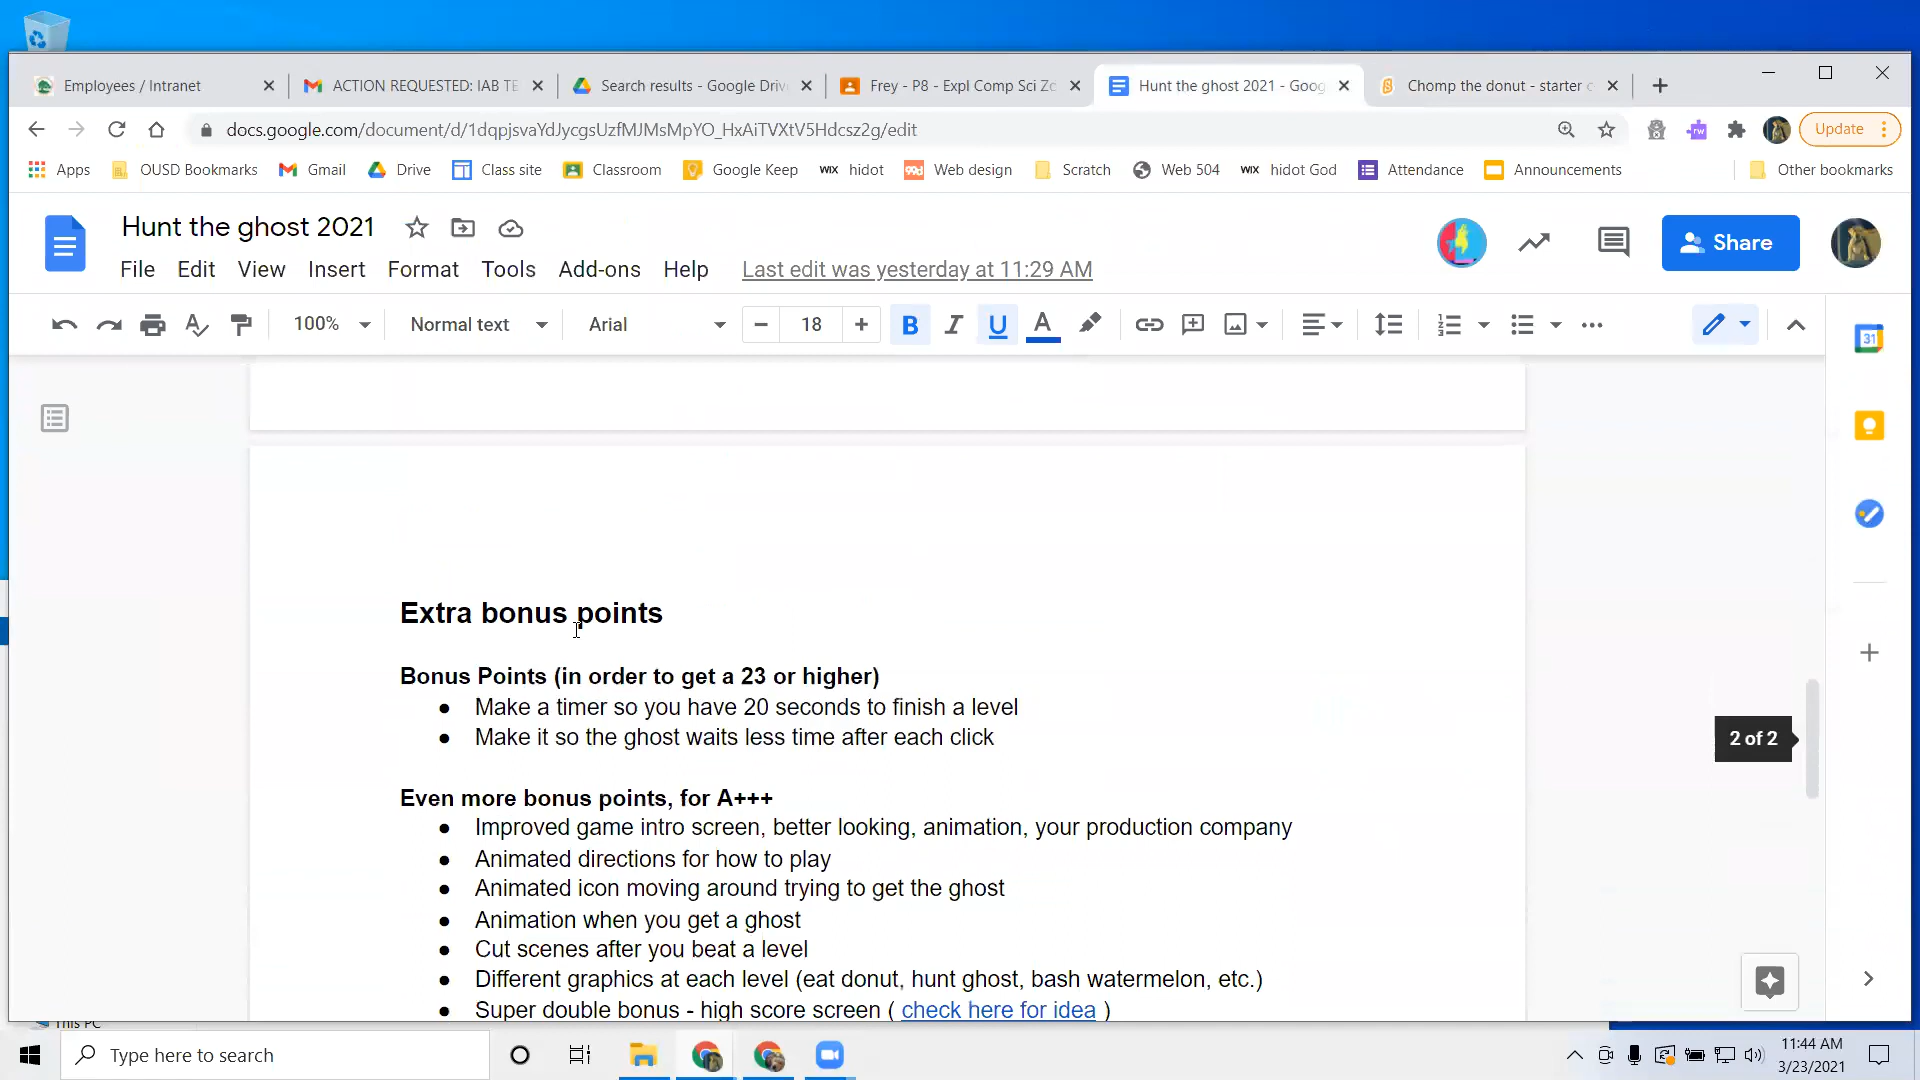 Employees / Intranet
ACTION REQUESTED: IAB TE
Search results - Google Driv
Frey - P8 - Expl Comp Sci Zo
Hunt the ghost 2021 - Goog
Chomp the donut - starter c
docs.google.com/document/d/1dqpjsvaYdJycgsUzfMJMsMpYO_HxAiTVXtV5Hdcsz2g/edit
Update
Apps
OUSD Bookmarks
Gmail
Drive
Class site
Classroom
Google Keep
WIX hidot
Web design
Scratch
Web 504
WIX hidot God
Attendance
Announcements
Other bookmarks
Hunt the ghost 2021
Share
File Edit View Insert Format Tools Add-ons Help Last edit was yesterday at 11:29 AM
100% Normal text Arial 18 B I U A
31
Extra bonus points
Bonus Points (in order to get a 23 or higher)
● Make a timer so you have 20 seconds to finish a level
● Make it so the ghost waits less time after each click
2 of 2
Even more bonus points, for A+++
● Improved game intro screen, better looking, animation, your production company
● Animated directions for how to play
● Animated icon moving around trying to get the ghost
● Animation when you get a ghost
● Cut scenes after you beat a level
● Different graphics at each level (eat donut, hunt ghost, bash watermelon, etc.)
● Super double bonus - high score screen ( check here for idea )
This PC
Type here to search
11:44 AM
3/23/2021